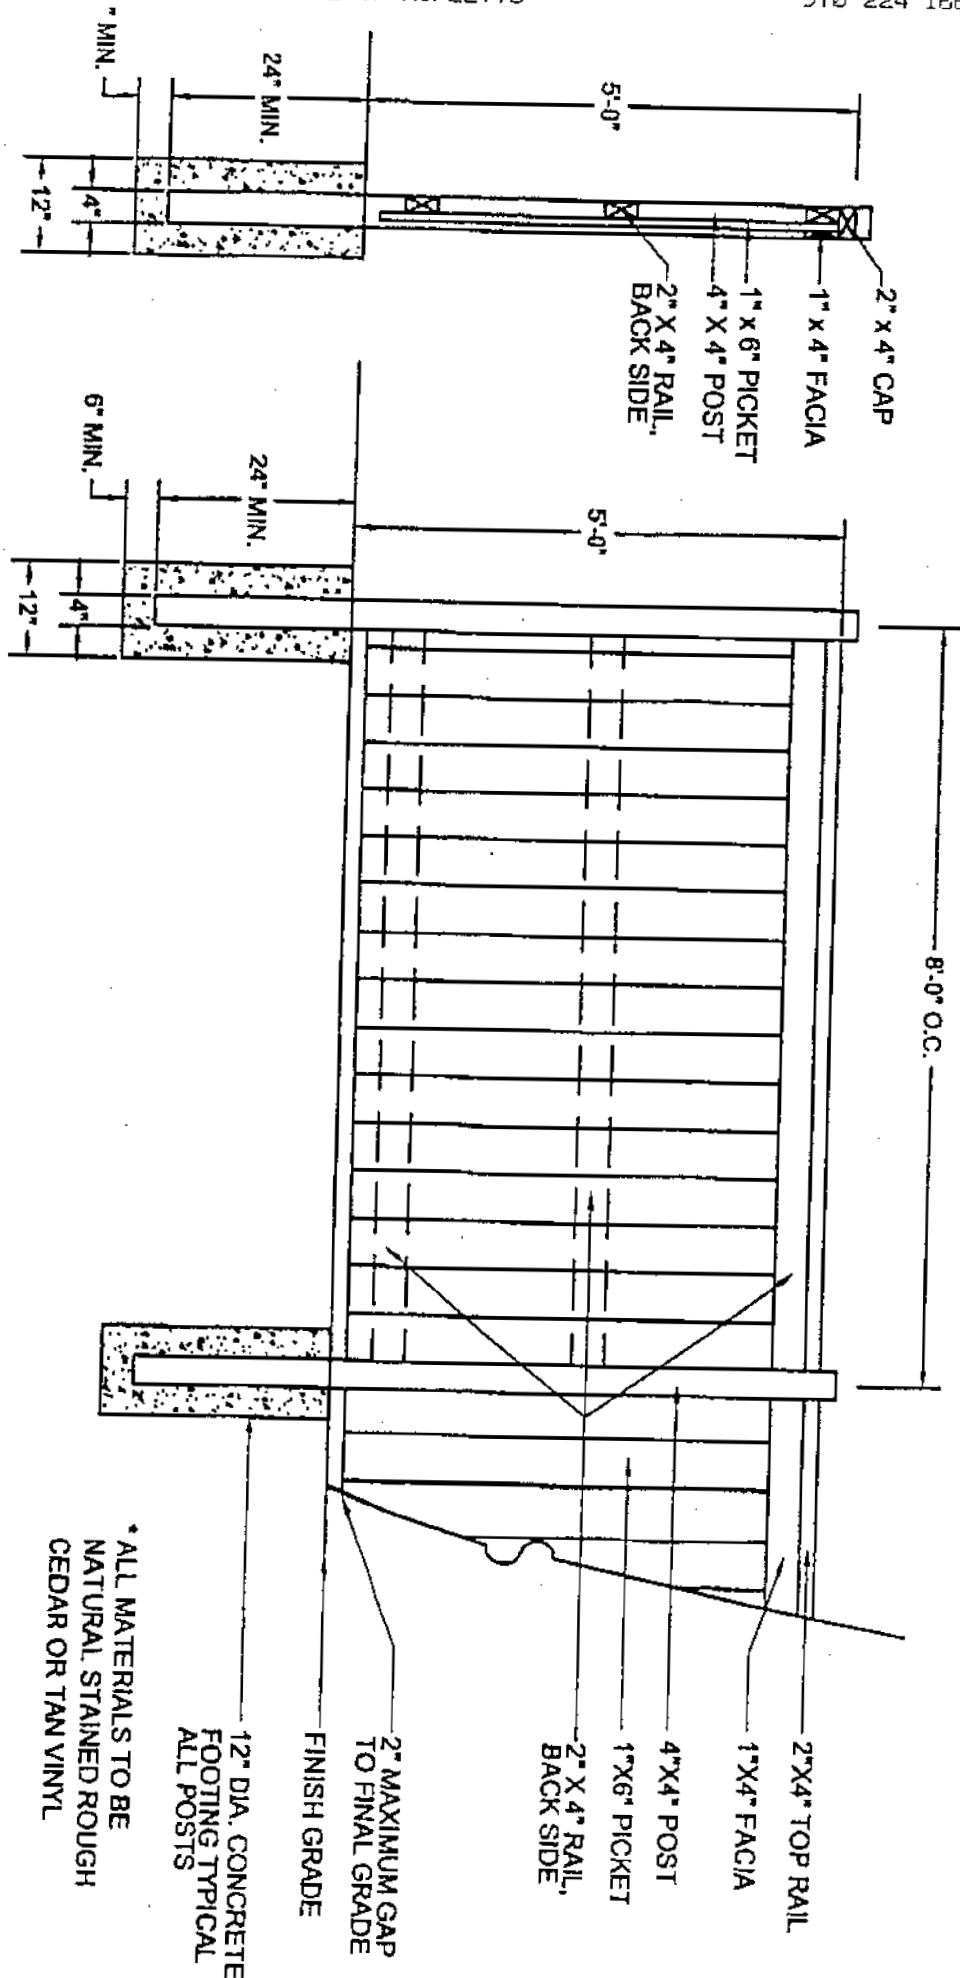 5'-0"
24" MIN.
" MIN.
4"
12"
2" x 4" CAP
1" x 4" FACIA
1" x 6" PICKET
4" X 4" POST
2" X 4" RAIL,
BACK SIDE
8'-0" O.C.
5'-0"
24" MIN.
6" MIN.
4"
12"
2"X4" TOP RAIL
1"X4" FACIA
4"X4" POST
1"X6" PICKET
2" X 4" RAIL,
BACK SIDE
2" MAXIMUM GAP
TO FINAL GRADE
FINISH GRADE
12" DIA. CONCRETE
FOOTING TYPICAL
ALL POSTS
* ALL MATERIALS TO BE
NATURAL STAINED ROUGH
CEDAR OR TAN VINYL